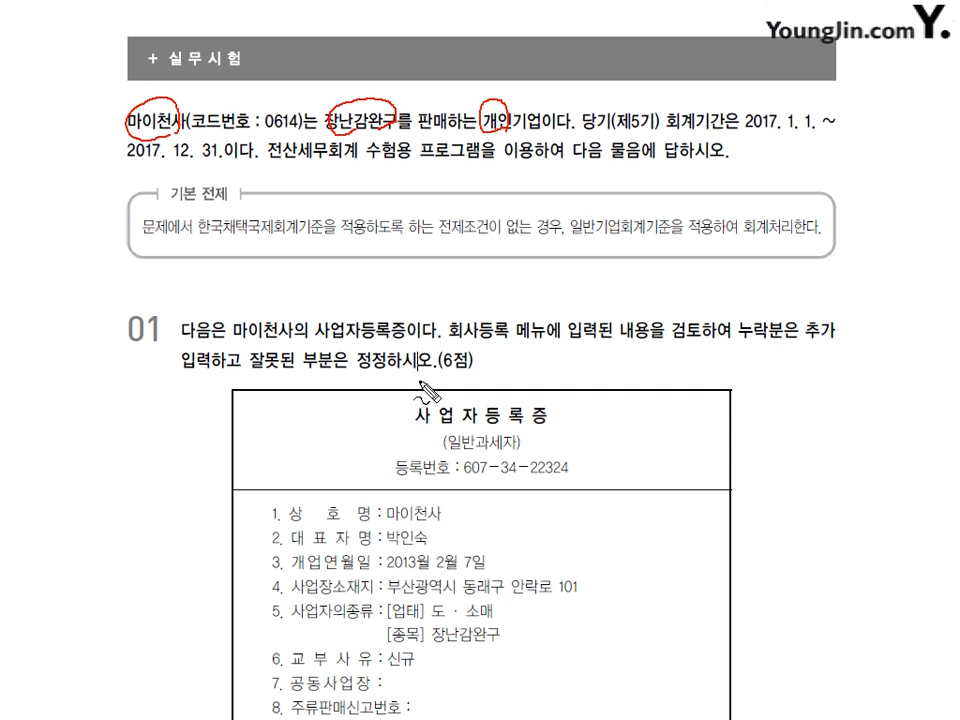 YoungJin.com Y.
+ 실무시험
마이천사(코드번호 : 0614)는 장난감완구를 판매하는 개인기업이다. 당기(제5기) 회계기간은 2017. 1. 1. ~
2017. 12. 31.이다. 전산세무회계 수험용 프로그램을 이용하여 다음 물음에 답하시오.
기본 전제
문제에서 한국채택국제회계기준을 적용하도록 하는 전제조건이 없는 경우, 일반기업회계기준을 적용하여 회계처리한다.
01 다음은 마이천사의 사업자등록증이다. 회사등록 메뉴에 입력된 내용을 검토하여 누락분은 추가
입력하고 잘못된 부분은 정정하시오.(6점)
사 업 자 등 록 증
(일반과세자)
등록번호 : 607-34-22324
1. 상 호 명 : 마이천사
2. 대 표 자 명 : 박인숙
3. 개업연월일 : 2013월 2월 7일
4. 사업장소재지 : 부산광역시 동래구 안락로 101
5. 사업자의종류 : [업태] 도 · 소매
[종목] 장난감완구
6. 교 부 사 유 : 신규
7. 공동사업장 :
8. 주류판매신고번호 :